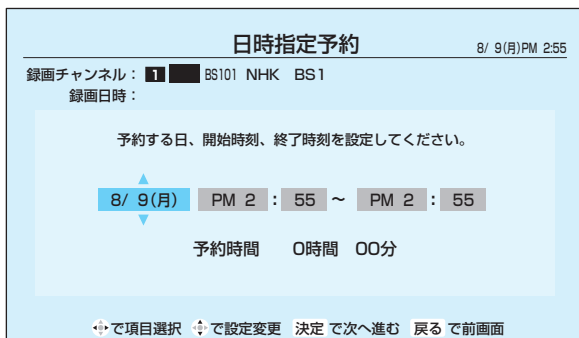 日時指定予約 8/ 9(月)PM 2:55
録画チャンネル： 1 BS101 NHK BS1
録画日時：
予約する日、開始時刻、終了時刻を設定してください。
8/ 9(月) PM 2 : 55 ～ PM 2 : 55
予約時間 0時間 00分
で項目選択 で設定変更 決定 で次へ進む 戻る で前画面